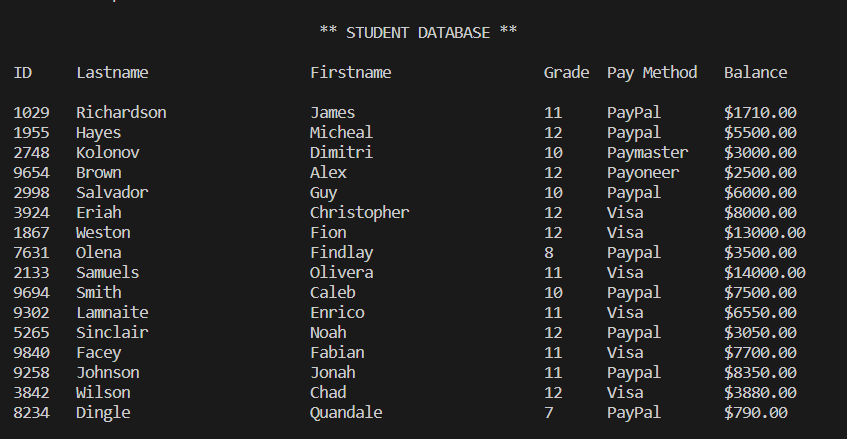 ** STUDENT DATABASE **
ID Lastname Firstname Grade Pay Method Balance
1029 Richardson James 11 PayPal $1710.00
1955 Hayes Micheal 12 Paypal $5500.00
2748 Kolonov Dimitri 10 Paymaster $3000.00
9654 Brown Alex 12 Payoneer $2500.00
2998 Salvador Guy 10 Paypal $6000.00
3924 Eriah Christopher 12 Visa $8000.00
1867 Weston Fion 12 Visa $13000.00
7631 Olena Findlay 8 Paypal $3500.00
2133 Samuels Olivera 11 Visa $14000.00
9694 Smith Caleb 10 Paypal $7500.00
9302 Lamnaite Enrico 11 Visa $6550.00
5265 Sinclair Noah 12 Paypal $3050.00
9840 Facey Fabian 11 Visa $7700.00
9258 Johnson Jonah 11 Paypal $8350.00
3842 Wilson Chad 12 Visa $3880.00
8234 Dingle Quandale 7 PayPal $790.00